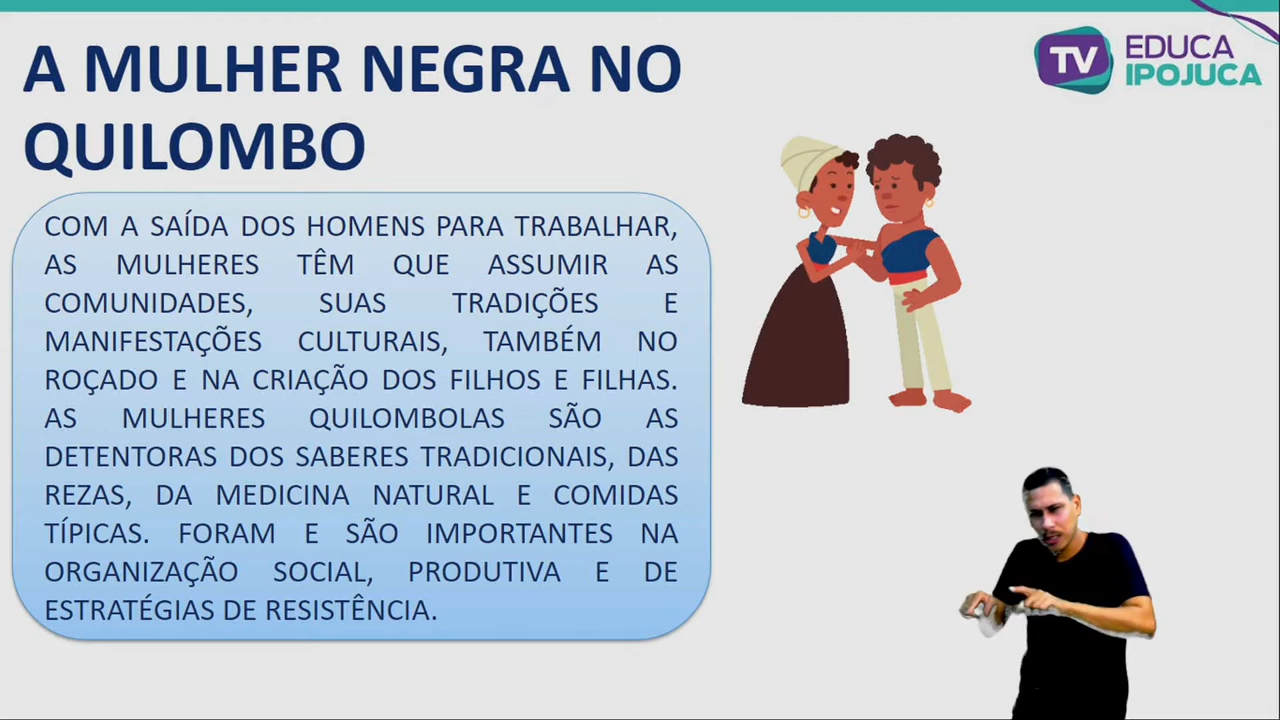 A MULHER NEGRA NO
QUILOMBO
TV EDUCA
IPOJUCA
COM A SAÍDA DOS HOMENS PARA TRABALHAR,
AS MULHERES TÊM QUE ASSUMIR AS
COMUNIDADES, SUAS TRADIÇÕES E
MANIFESTAÇÕES CULTURAIS, TAMBÉM NO
ROÇADO E NA CRIAÇÃO DOS FILHOS E FILHAS.
AS MULHERES QUILOMBOLAS SÃO AS
DETENTORAS DOS SABERES TRADICIONAIS, DAS
REZAS, DA MEDICINA NATURAL E COMIDAS
TÍPICAS. FORAM E SÃO IMPORTANTES NA
ORGANIZAÇÃO SOCIAL, PRODUTIVA E DE
ESTRATÉGIAS DE RESISTÊNCIA.